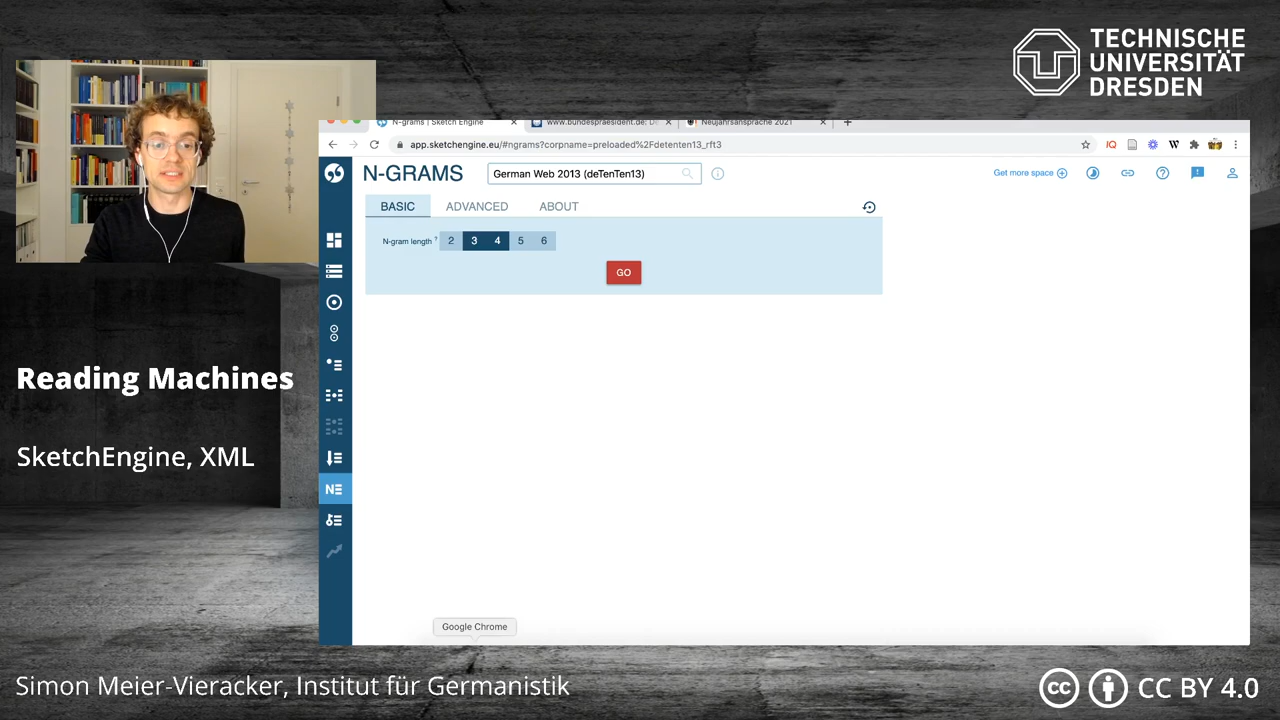 TECHNISCHE
UNIVERSITÄT
DRESDEN
N-grams | Sketch Engine
www.bundespraesident.de: D
Neujahrsansprache 2021
app.sketchengine.eu/#ngrams?corpname=preloaded%2Fdetenten13_rft3
N-GRAMS
German Web 2013 (deTenTen13)
Get more space
BASIC ADVANCED ABOUT
N-gram length ? 2 3 4 5 6
GO
N
Reading Machines
SketchEngine, XML
Google Chrome
Simon Meier-Vieracker, Institut für Germanistik
cc CC BY 4.0